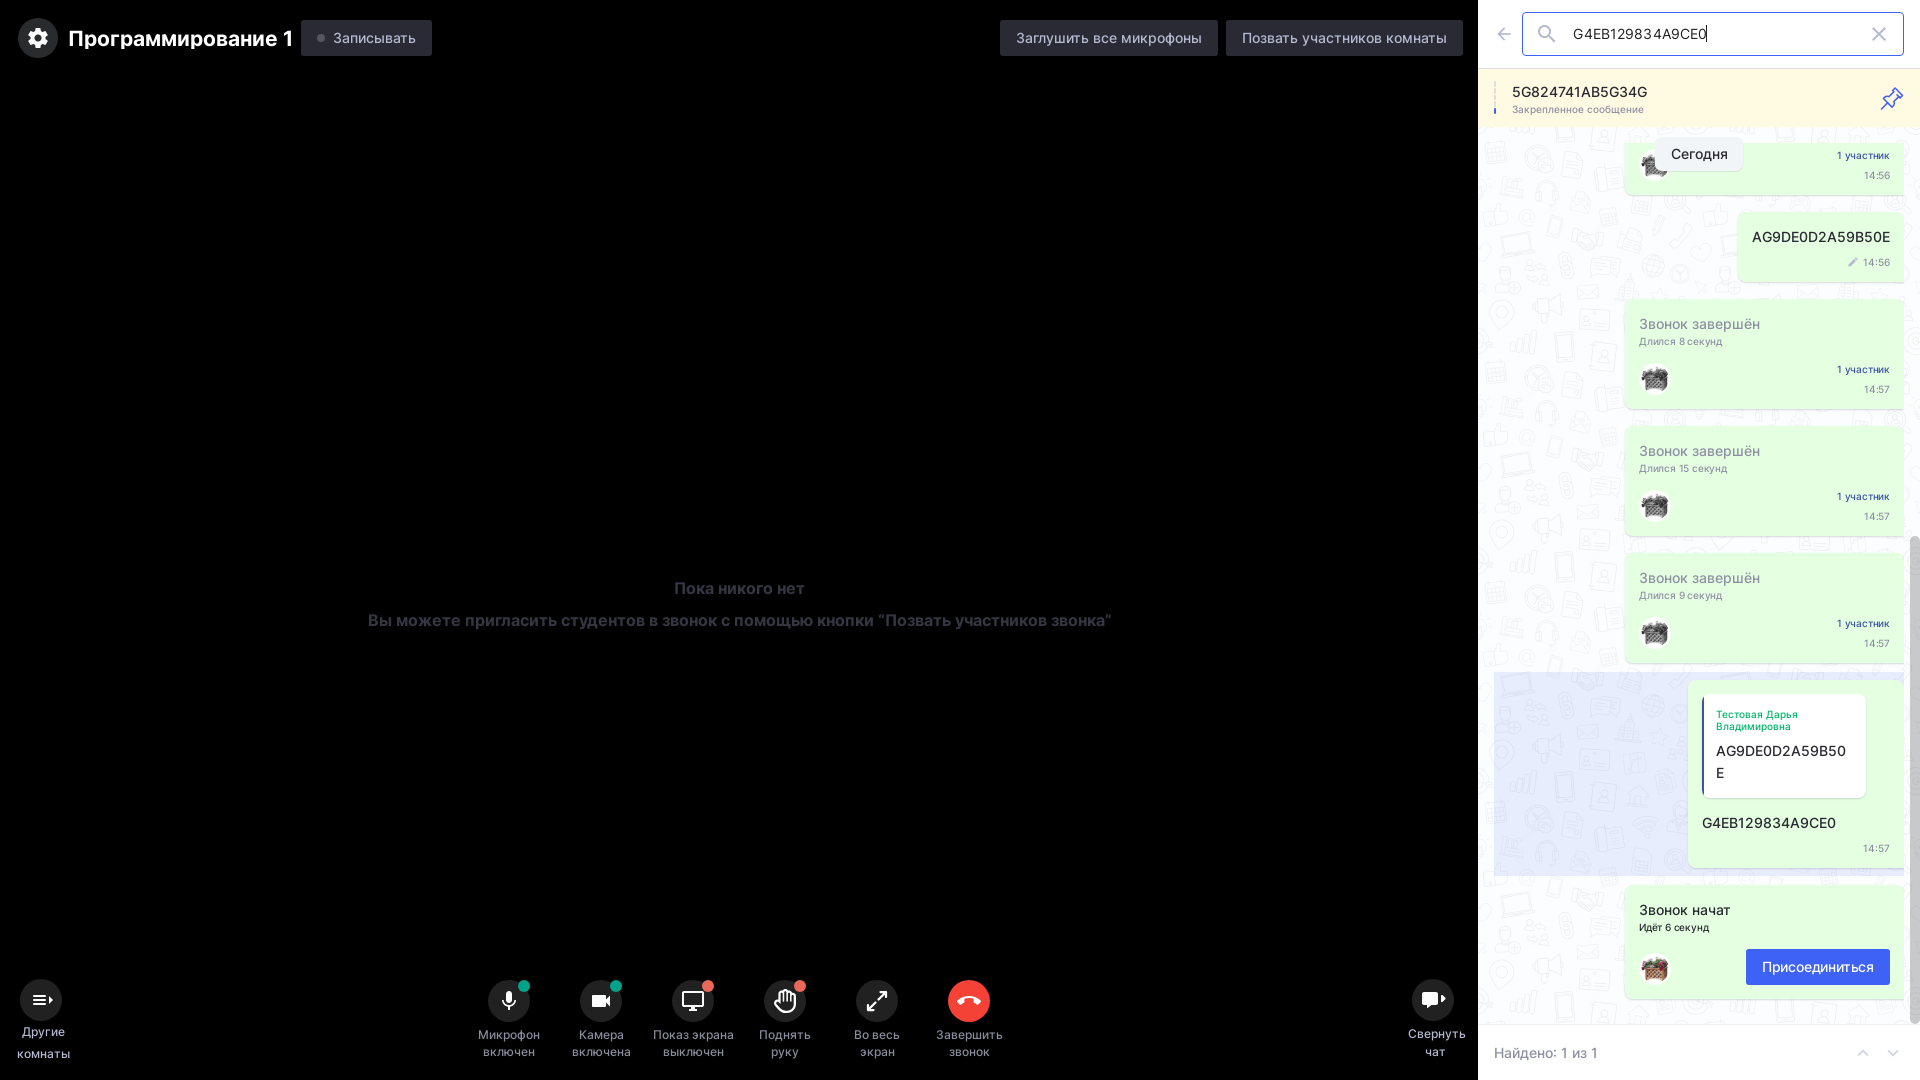 Программирование 1
Записывать
Заглушить все микрофоны
Позвать участников комнаты
G4EB129834A9CE0
5G824741AB5G34G
Закрепленное сообщение
Сегодня
1 участник
14:56
AG9DE0D2A59B50E
14:56
Звонок завершён
Длился 8 секунд
1 участник
14:57
Звонок завершён
Длился 15 секунд
1 участник
14:57
Звонок завершён
Длился 9 секунд
1 участник
14:57
Тестовая Дарья
Владимировна
AG9DE0D2A59B50
E
G4EB129834A9CE0
14:57
Звонок начат
Идёт 6 секунд
Присоединиться
Найдено: 1 из 1
Пока никого нет
Вы можете пригласить студентов в звонок с помощью кнопки “Позвать участников звонка”
Другие
комнаты
Микрофон
включен
Камера
включена
Показ экрана
выключен
Поднять
руку
Во весь
экран
Завершить
звонок
Свернуть
чат